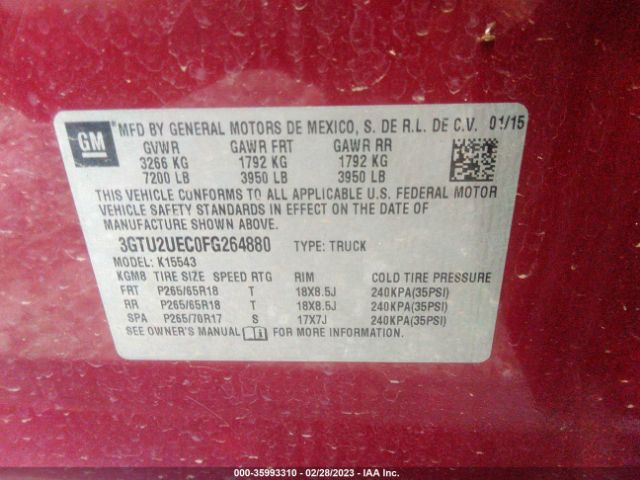 GM
MFD BY GENERAL MOTORS DE MEXICO, S. DE R.L. DE C.V. 01/15
GVWR GAWR FRT GAWR RR
3266 KG 1792 KG 1792 KG
7200 LB 3950 LB 3950 LB
THIS VEHICLE CONFORMS TO ALL APPLICABLE U.S. FEDERAL MOTOR
VEHICLE SAFETY STANDARDS IN EFFECT ON THE DATE OF
MANUFACTURE SHOWN ABOVE.
3GTU2UEC0FG264880 TYPE: TRUCK
MODEL: K15543
KGMB TIRE SIZE SPEED RTG RIM COLD TIRE PRESSURE
FRT P265/65R18 T 18X8.5J 240KPA(35PSI)
RR P265/65R18 T 18X8.5J 240KPA(35PSI)
SPA P265/70R17 S 17X7J 240KPA(35PSI)
SEE OWNER'S MANUAL FOR MORE INFORMATION.
000-35993310 - 02/28/2023 - IAA Inc.